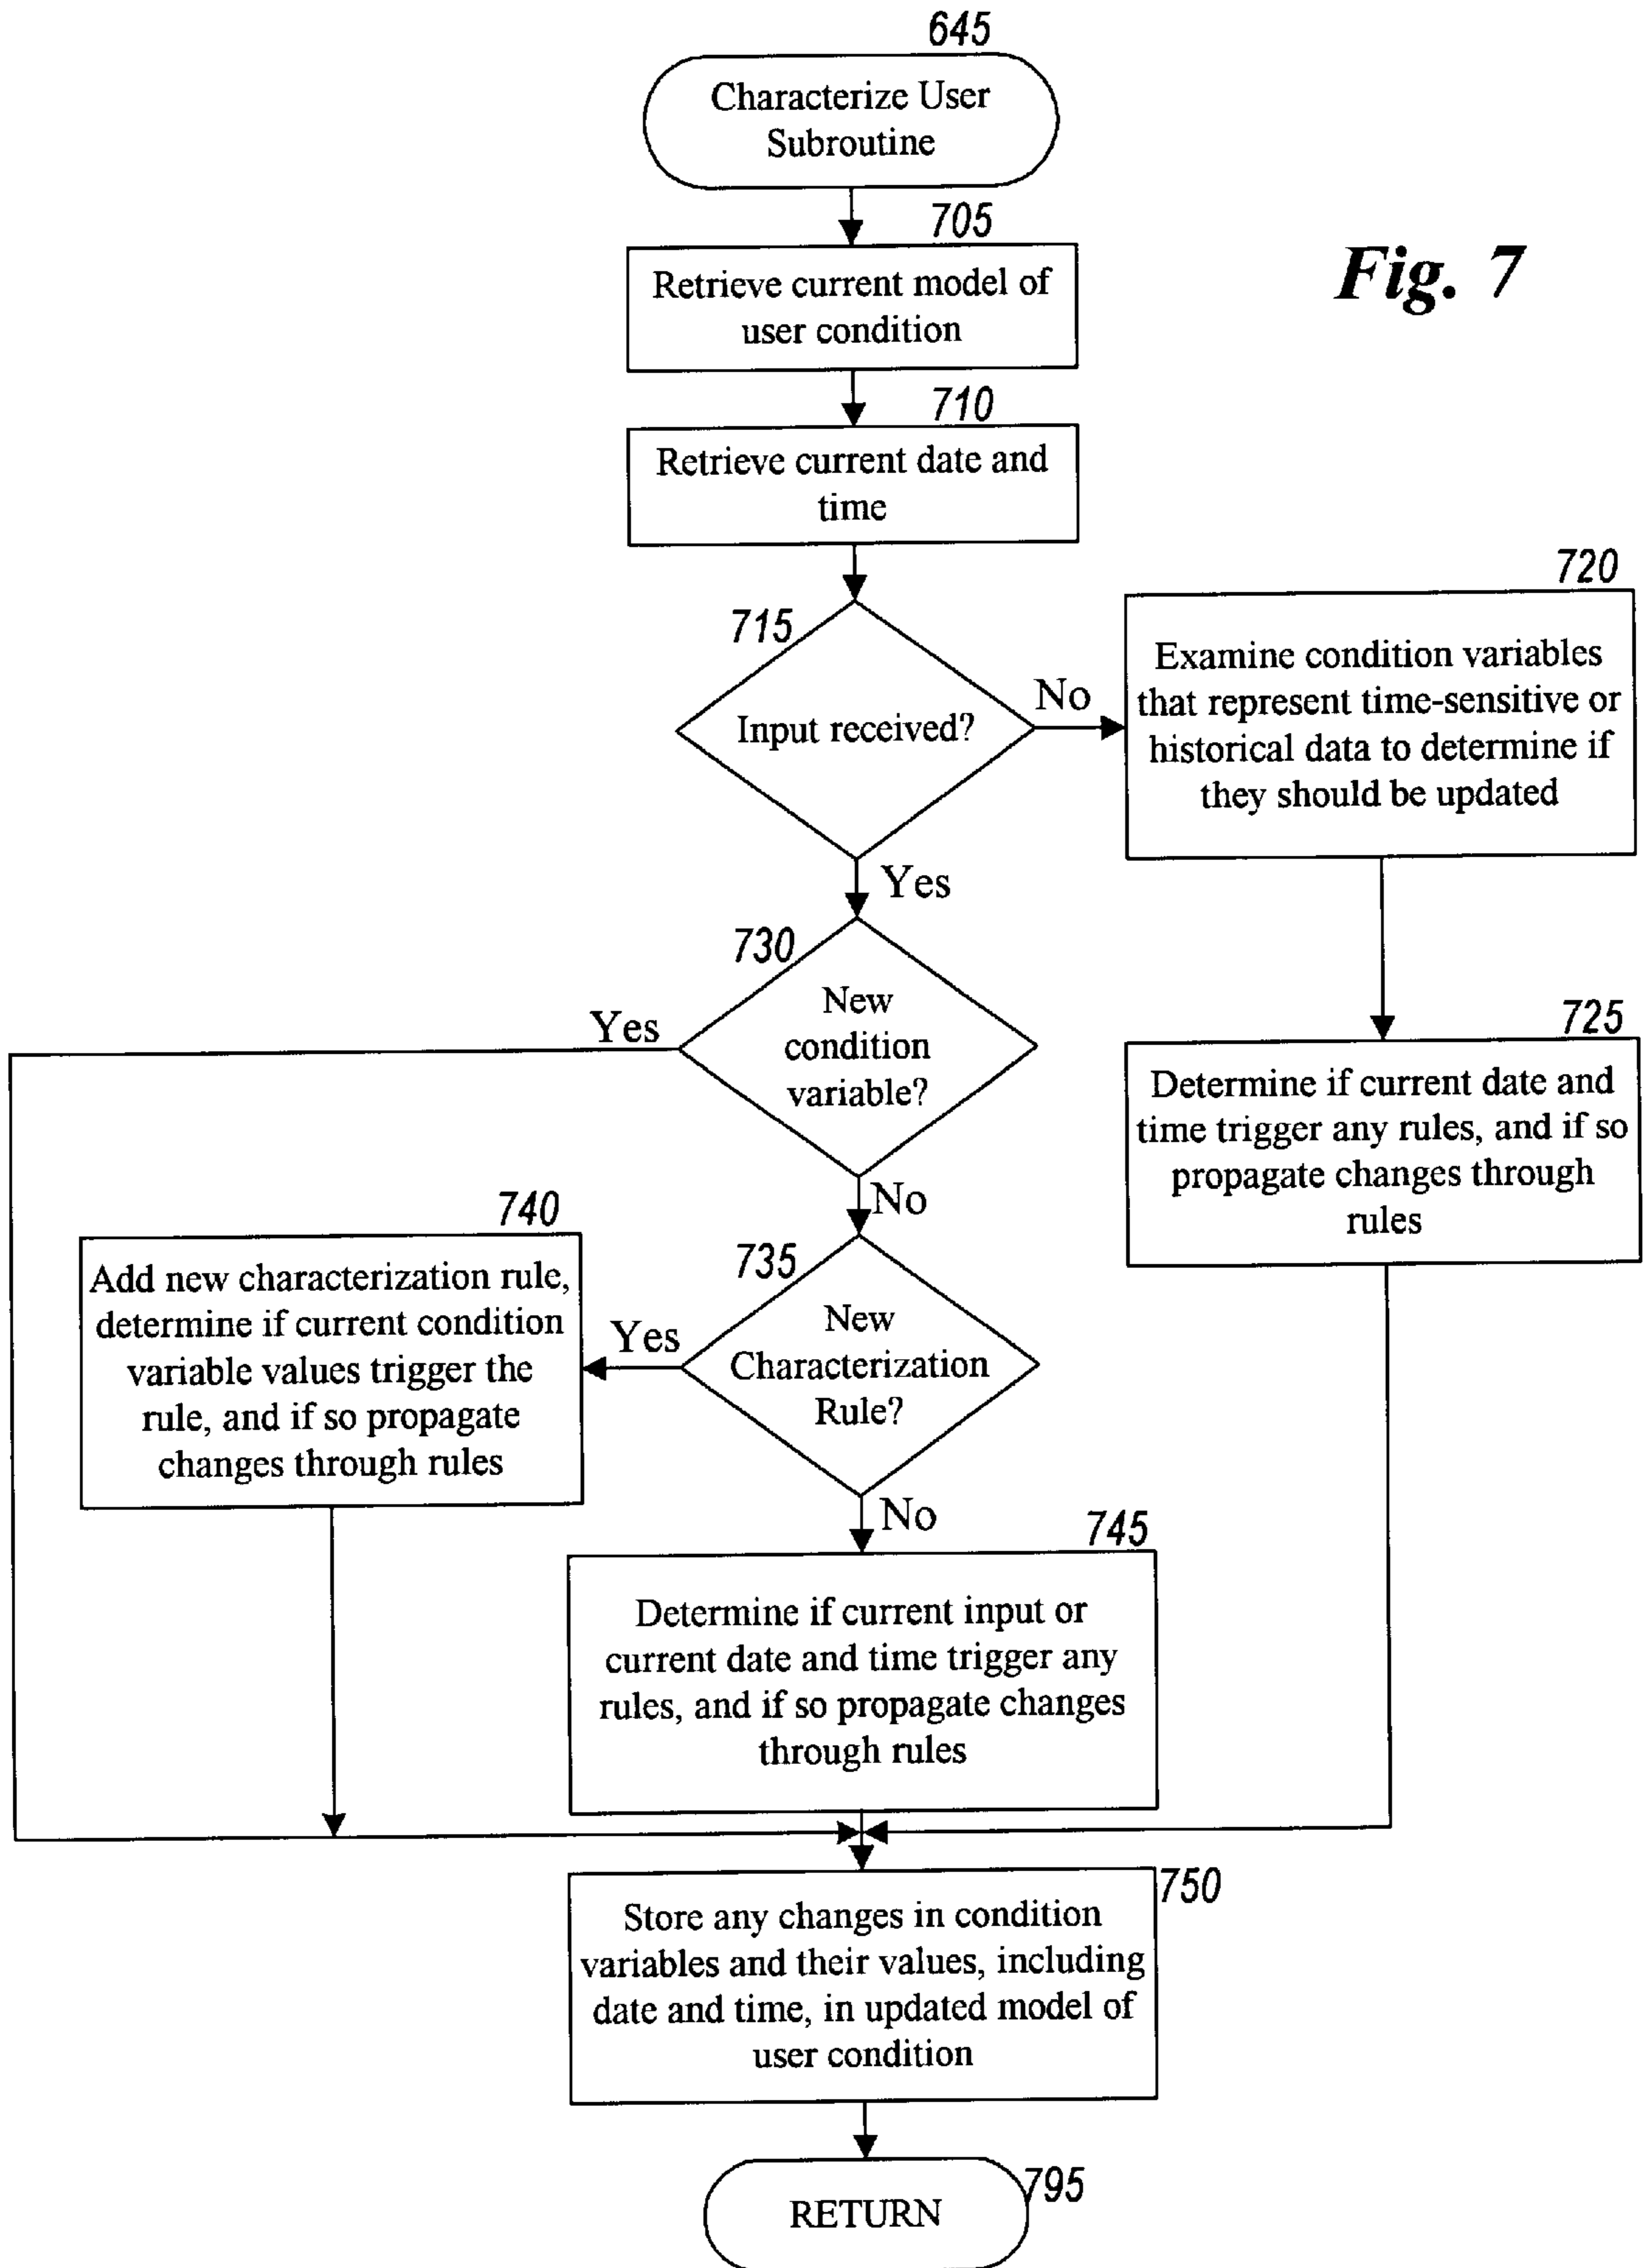 645
Characterize User
Subroutine
705
Retrieve current model of
user condition
Fig. 7
710
Retrieve current date and
time
715
Input received?
No
720
Examine condition variables
that represent time-sensitive or
historical data to determine if
they should be updated
Yes
730
New
condition
variable?
Yes
725
Determine if current date and
time trigger any rules, and if so
propagate changes through
rules
No
735
New
Characterization
Rule?
Yes
740
Add new characterization rule,
determine if current condition
variable values trigger the
rule, and if so propagate
changes through rules
No
745
Determine if current input or
current date and time trigger any
rules, and if so propagate changes
through rules
750
Store any changes in condition
variables and their values, including
date and time, in updated model of
user condition
795
RETURN